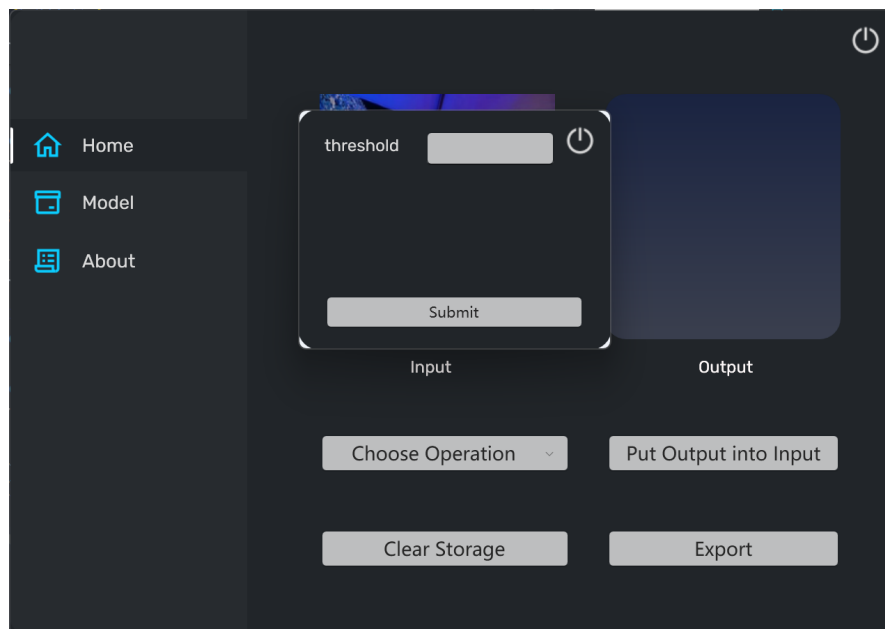 Home
Model
About
threshold
Submit
Input
Output
Choose Operation
Put Output into Input
Clear Storage
Export